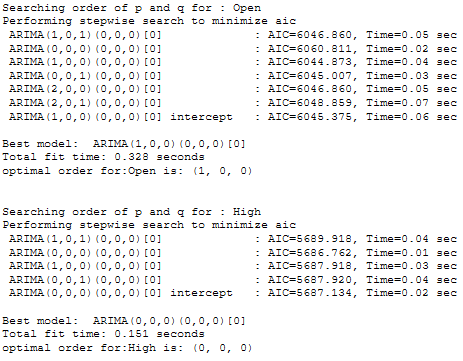 Searching order of p and q for : Open
Performing stepwise search to minimize aic
ARIMA(1,0,1)(0,0,0)[0] : AIC=6046.860, Time=0.05 sec
ARIMA(0,0,0)(0,0,0)[0] : AIC=6060.811, Time=0.02 sec
ARIMA(1,0,0)(0,0,0)[0] : AIC=6044.873, Time=0.04 sec
ARIMA(0,0,1)(0,0,0)[0] : AIC=6045.007, Time=0.03 sec
ARIMA(2,0,0)(0,0,0)[0] : AIC=6046.860, Time=0.05 sec
ARIMA(2,0,1)(0,0,0)[0] : AIC=6048.859, Time=0.07 sec
ARIMA(1,0,0)(0,0,0)[0] intercept : AIC=6045.375, Time=0.06 sec
Best model: ARIMA(1,0,0)(0,0,0)[0]
Total fit time: 0.328 seconds
optimal order for:Open is: (1, 0, 0)
Searching order of p and q for : High
Performing stepwise search to minimize aic
ARIMA(1,0,1)(0,0,0)[0] : AIC=5689.918, Time=0.04 sec
ARIMA(0,0,0)(0,0,0)[0] : AIC=5686.762, Time=0.01 sec
ARIMA(1,0,0)(0,0,0)[0] : AIC=5687.918, Time=0.03 sec
ARIMA(0,0,1)(0,0,0)[0] : AIC=5687.920, Time=0.04 sec
ARIMA(0,0,0)(0,0,0)[0] intercept : AIC=5687.134, Time=0.02 sec
Best model: ARIMA(0,0,0)(0,0,0)[0]
Total fit time: 0.151 seconds
optimal order for:High is: (0, 0, 0)